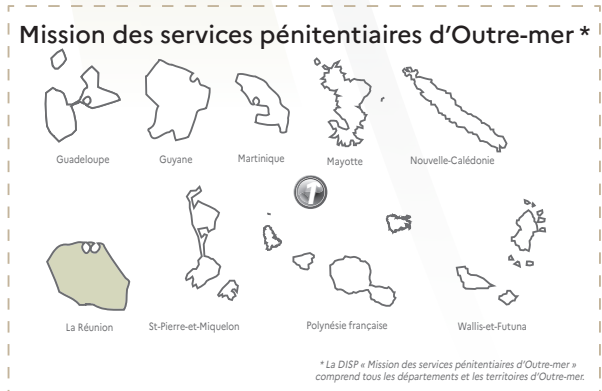 Mission des services pénitentiaires d'Outre-mer *
Guadeloupe
Guyane
Martinique
Mayotte
Nouvelle-Calédonie
1
La Réunion
St-Pierre-et-Miquelon
Polynésie française
Wallis-et-Futuna
* La DISP « Mission des services pénitentiaires d'Outre-mer »
comprend tous les départements et les territoires d'Outre-mer.